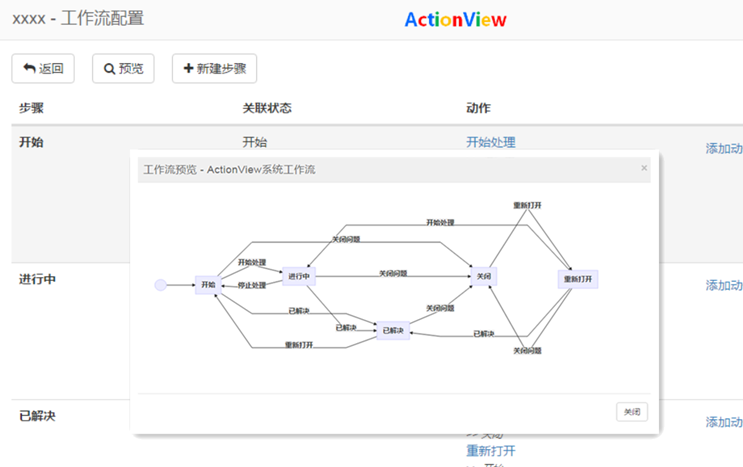 xxxx - 工作流配置
ActionView
返回
预览
新建步骤
步骤
关联状态
动作
开始
开始
开始处理
添加动
工作流预览 - ActionView系统工作流
×
重新打开
开始处理
关闭问题
开始处理
进行中
关闭问题
关闭
重新打开
开始
停止处理
已解决
关闭问题
已解决
已解决
已解决
重新打开
关闭问题
关闭
进行中
添加动
已解决
添加动
>> 关闭
重新打开
>> 开始